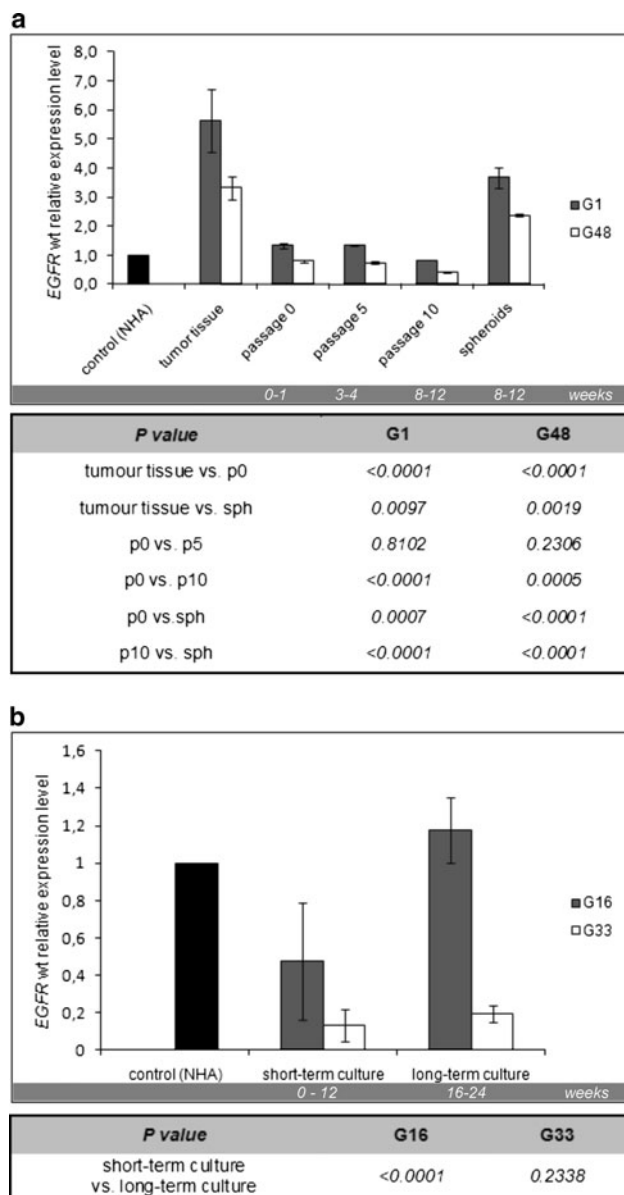 a
EGFR wt relative expression level
8,0
7,0
6,0
5,0
4,0
3,0
2,0
1,0
0,0
G1
G48
control (NHA)
tumor tissue
passage 0
passage 5
passage 10
spheroids
0-1 3-4 8-12 8-12 weeks
P value G1 G48
tumour tissue vs. p0 <0.0001 <0.0001
tumour tissue vs. sph 0.0097 0.0019
p0 vs. p5 0.8102 0.2306
p0 vs. p10 <0.0001 0.0005
p0 vs.sph 0.0007 <0.0001
p10 vs. sph <0.0001 <0.0001
b
EGFR wt relative expression level
1,6
1,4
1,2
1
0,8
0,6
0,4
0,2
0
G16
G33
control (NHA) short-term culture long-term culture
0 - 12 16-24 weeks
P value G16 G33
short-term culture
vs. long-term culture <0.0001 0.2338